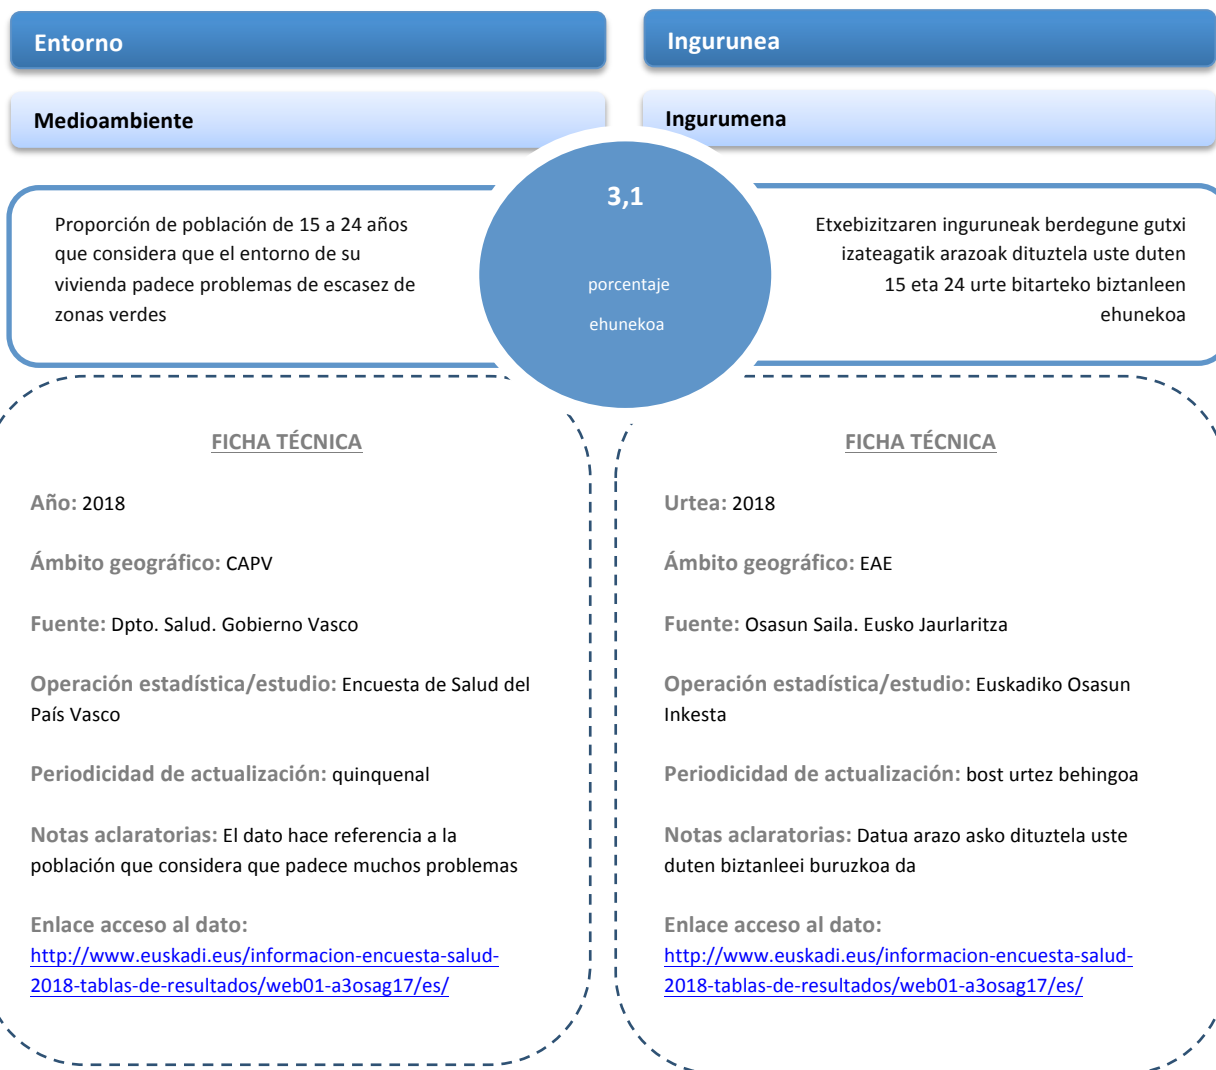 Entorno
Medioambiente
Proporción de población de 15 a 24 años
que considera que el entorno de su
vivienda padece problemas de escasez de
zonas verdes
3,1
porcentaje
ehunekoa
Ingurunea
Ingurumena
Etxebizitzaren inguruneak berdegune gutxi
izateagatik arazoak dituztela uste duten
15 eta 24 urte bitarteko biztanleen
ehunekoa
FICHA TÉCNICA
Año: 2018
Ámbito geográfico: CAPV
Fuente: Dpto. Salud. Gobierno Vasco
Operación estadística/estudio: Encuesta de Salud del
País Vasco
Periodicidad de actualización: quinquenal
Notas aclaratorias: El dato hace referencia a la
población que considera que padece muchos problemas
Enlace acceso al dato:
http://www.euskadi.eus/informacion-encuesta-salud-
2018-tablas-de-resultados/web01-a3osag17/es/
FICHA TÉCNICA
Urtea: 2018
Ámbito geográfico: EAE
Fuente: Osasun Saila. Eusko Jaurlaritza
Operación estadística/estudio: Euskadiko Osasun
Inkesta
Periodicidad de actualización: bost urtez behingoa
Notas aclaratorias: Datua arazo asko dituztela uste
duten biztanleei buruzkoa da
Enlace acceso al dato:
http://www.euskadi.eus/informacion-encuesta-salud-
2018-tablas-de-resultados/web01-a3osag17/es/